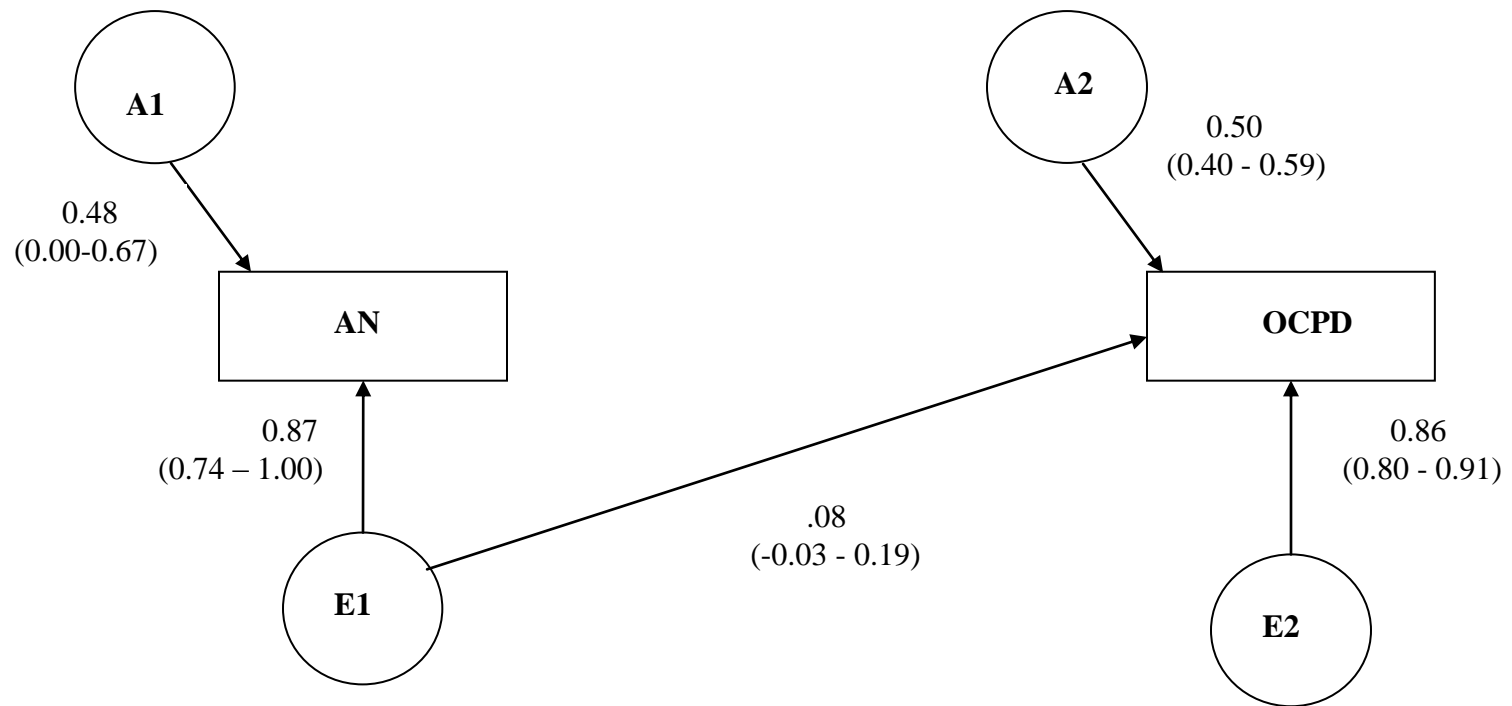 A1
A2
0.50
(0.40 - 0.59)
0.48
(0.00-0.67)
AN
OCPD
0.87
(0.74 – 1.00)
0.86
(0.80 - 0.91)
.08
(-0.03 - 0.19)
E1
E2